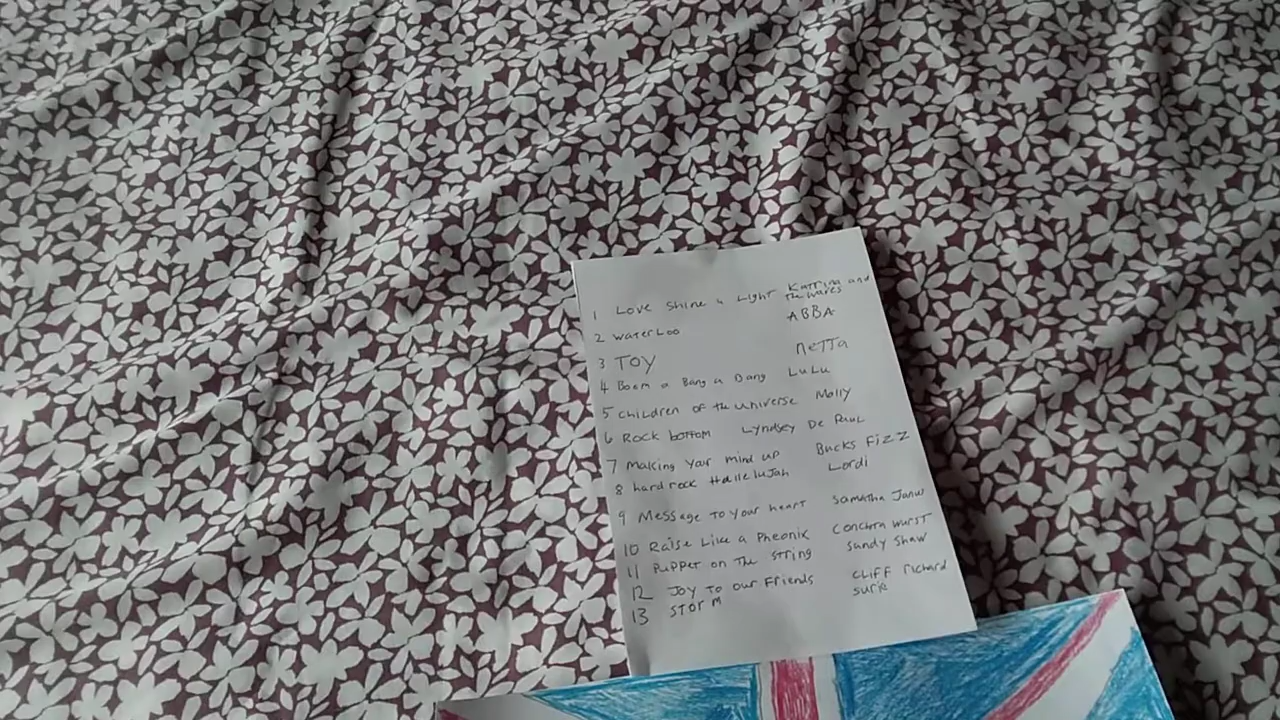 1 Love Shine a Light Katrina and the waves
2 WaterLoo ABBA
3 TOY neTTa
4 Boem a Bang a Dang LuLu
5 Children of the Universe Molly
6 Rock bottom Lyndsey De Paul
7 Making Your mind up Bucks FiZZ
8 hard rock HalleluJah Lordi
9 Message To your heart Samatha Janus
10 Raise Like a Pheonix Conchita wurst
11 Puppet on The STring Sandy Shaw
12 Joy To our Friends CLIFF richard
13 STorM surie